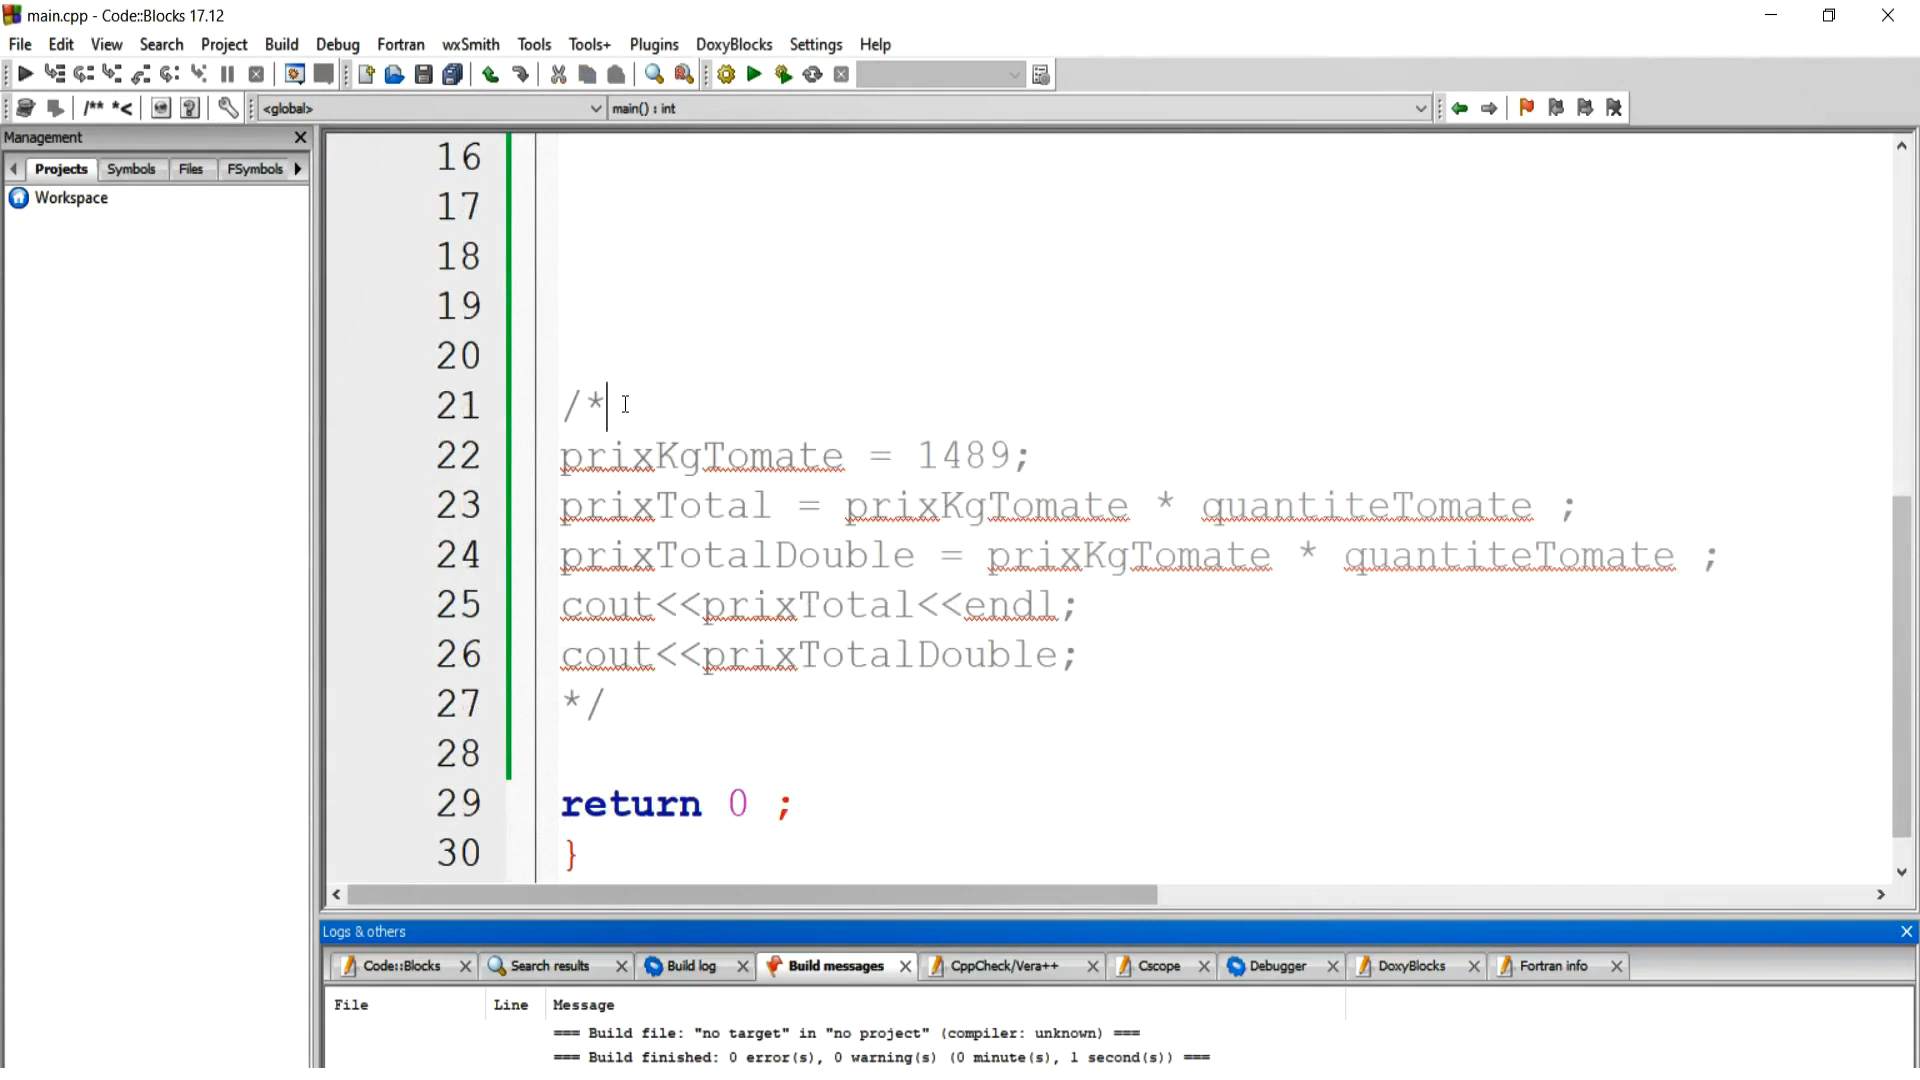 main.cpp - Code::Blocks 17.12
File Edit View Search Project Build Debug Fortran wxSmith Tools Tools+ Plugins DoxyBlocks Settings Help
/** *<
<global>
main() : int
Management
Projects Symbols Files FSymbols
Workspace
16
17
18
19
20
21 /*
22 prixKgTomate = 1489;
23 prixTotal = prixKgTomate * quantiteTomate ;
24 prixTotalDouble = prixKgTomate * quantiteTomate ;
25 cout<<prixTotal<<endl;
26 cout<<prixTotalDouble;
27 */
28
29 return 0 ;
30 }
Logs & others
Code::Blocks Search results Build log Build messages CppCheck/Vera++ Cscope Debugger DoxyBlocks Fortran info
File Line Message
=== Build file: "no target" in "no project" (compiler: unknown) ===
=== Build finished: 0 error(s), 0 warning(s) (0 minute(s), 1 second(s)) ===